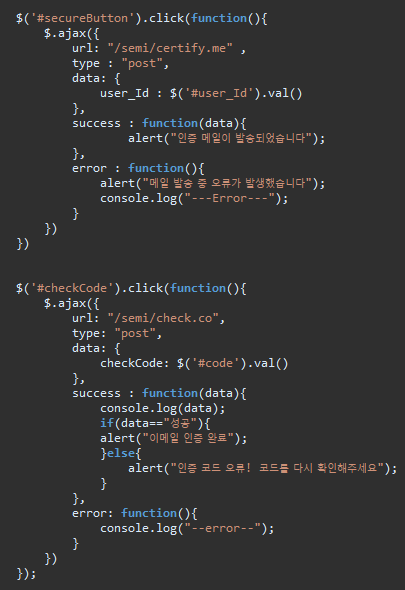 $('#secureButton').click(function(){
    $.ajax({
        url: "/semi/certify.me" ,
        type : "post",
        data: {
            user_Id : $('#user_Id').val()
        },
        success : function(data){
                alert("인증 메일이 발송되었습니다");
        },
        error : function(){
            alert("메일 발송 중 오류가 발생했습니다");
            console.log("---Error---");
        }
    })
})
$('#checkCode').click(function(){
    $.ajax({
        url: "/semi/check.co",
        type: "post",
        data: {
            checkCode: $('#code').val()
        },
        success : function(data){
            console.log(data);
            if(data=="성공"){
            alert("이메일 인증 완료");
            }else{
                alert("인증 코드 오류! 코드를 다시 확인해주세요");
            }
        },
        error: function(){
            console.log("--error--");
        }
    })
});